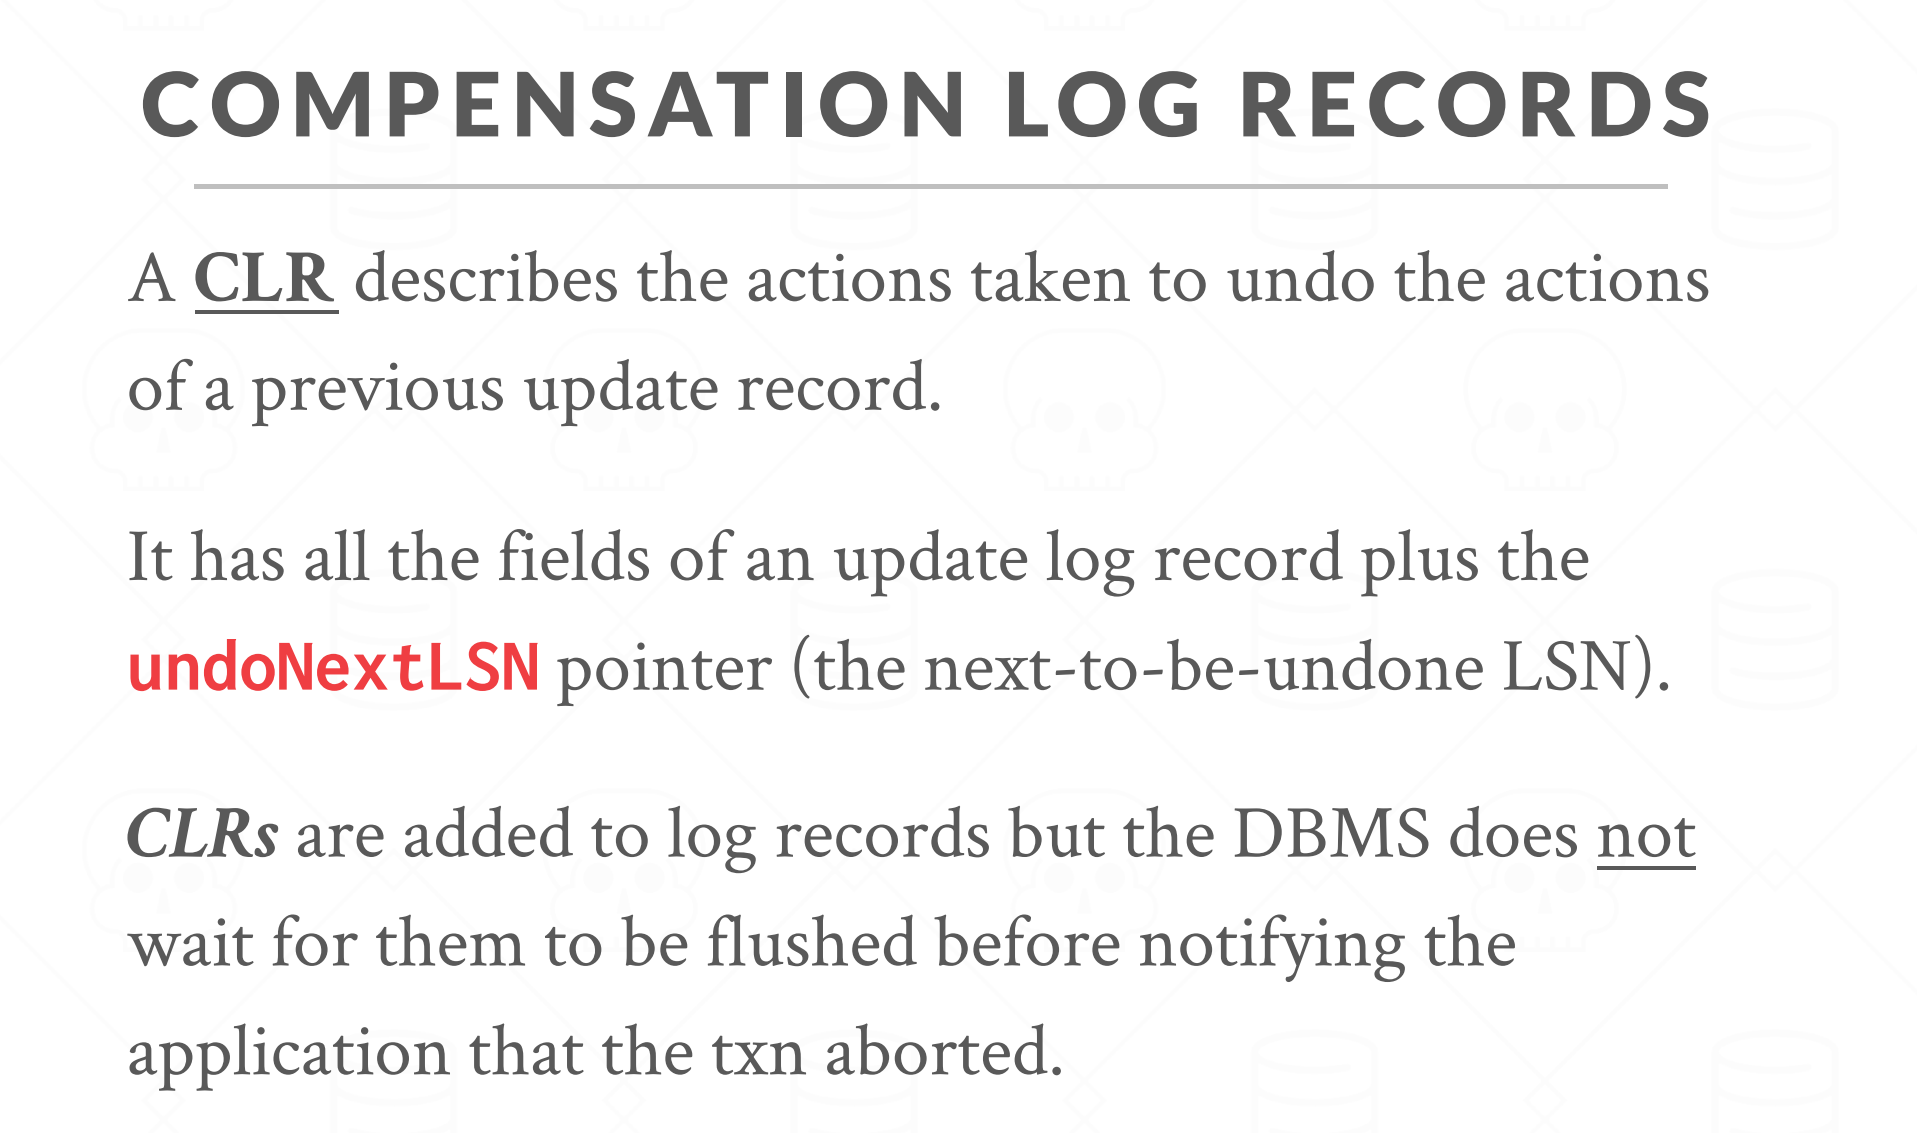 COMPENSATION LOG RECORDS
A CLR describes the actions taken to undo the actions
of a previous update record.
It has all the fields of an update log record plus the
undoNextLSN pointer (the next-to-be-undone LSN).
CLRs are added to log records but the DBMS does not
wait for them to be flushed before notifying the
application that the txn aborted.